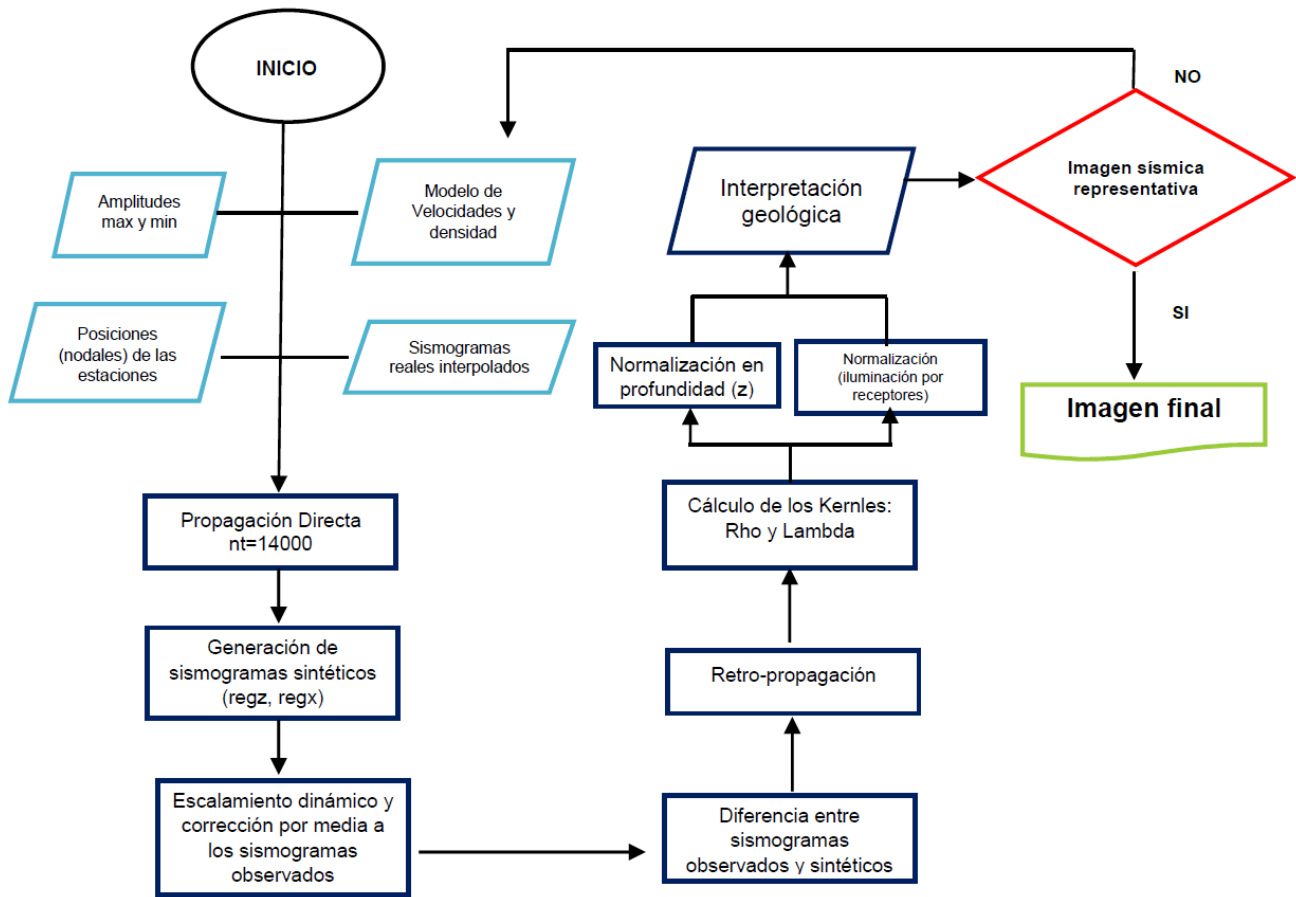 INICIO
Amplitudes
max y min
Modelo de
Velocidades y
densidad
Posiciones
(nodales) de las
estaciones
Sismogramas
reales interpolados
Propagación Directa
nt=14000
Generación de
sismogramas sintéticos
(regz, regx)
Escalamiento dinámico y
corrección por media a
los sismogramas
observados
Diferencia entre
sismogramas
observados y sintéticos
Retro-propagación
Cálculo de los Kernles:
Rho y Lambda
Normalización en
profundidad (z)
Normalización
(iluminación por
receptores)
Interpretación
geológica
Imagen sísmica
representativa
NO
SI
Imagen final